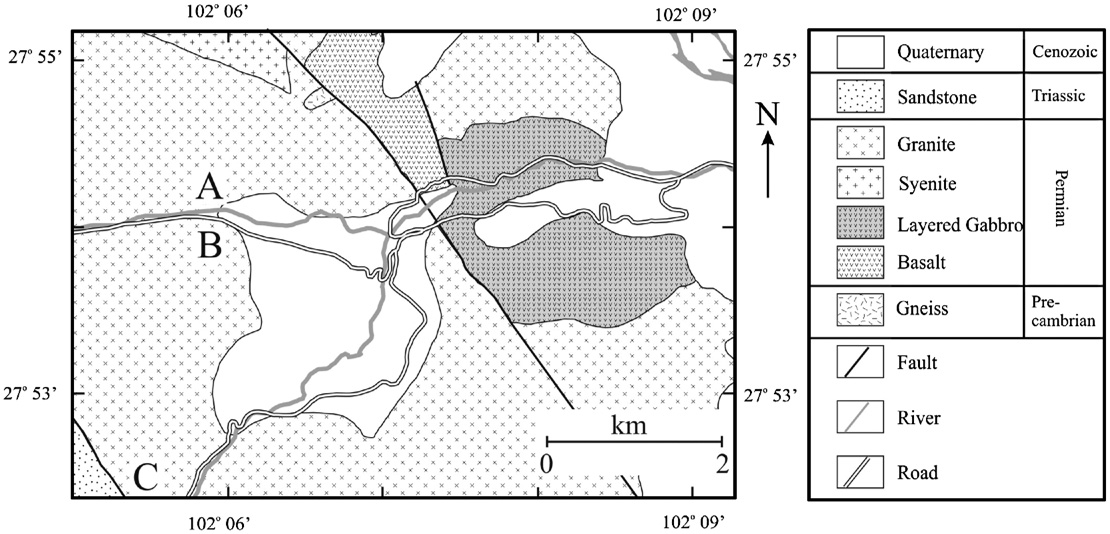 102° 06’
102° 09’
27° 55’
27° 55’
N
A
B
27° 53’
27° 53’
km
0 2
C
102° 06’
102° 09’
Quaternary Cenozoic
Sandstone Triassic
Granite
Syenite
Permian
Layered Gabbro
Basalt
Gneiss
Pre-
cambrian
Fault
River
Road